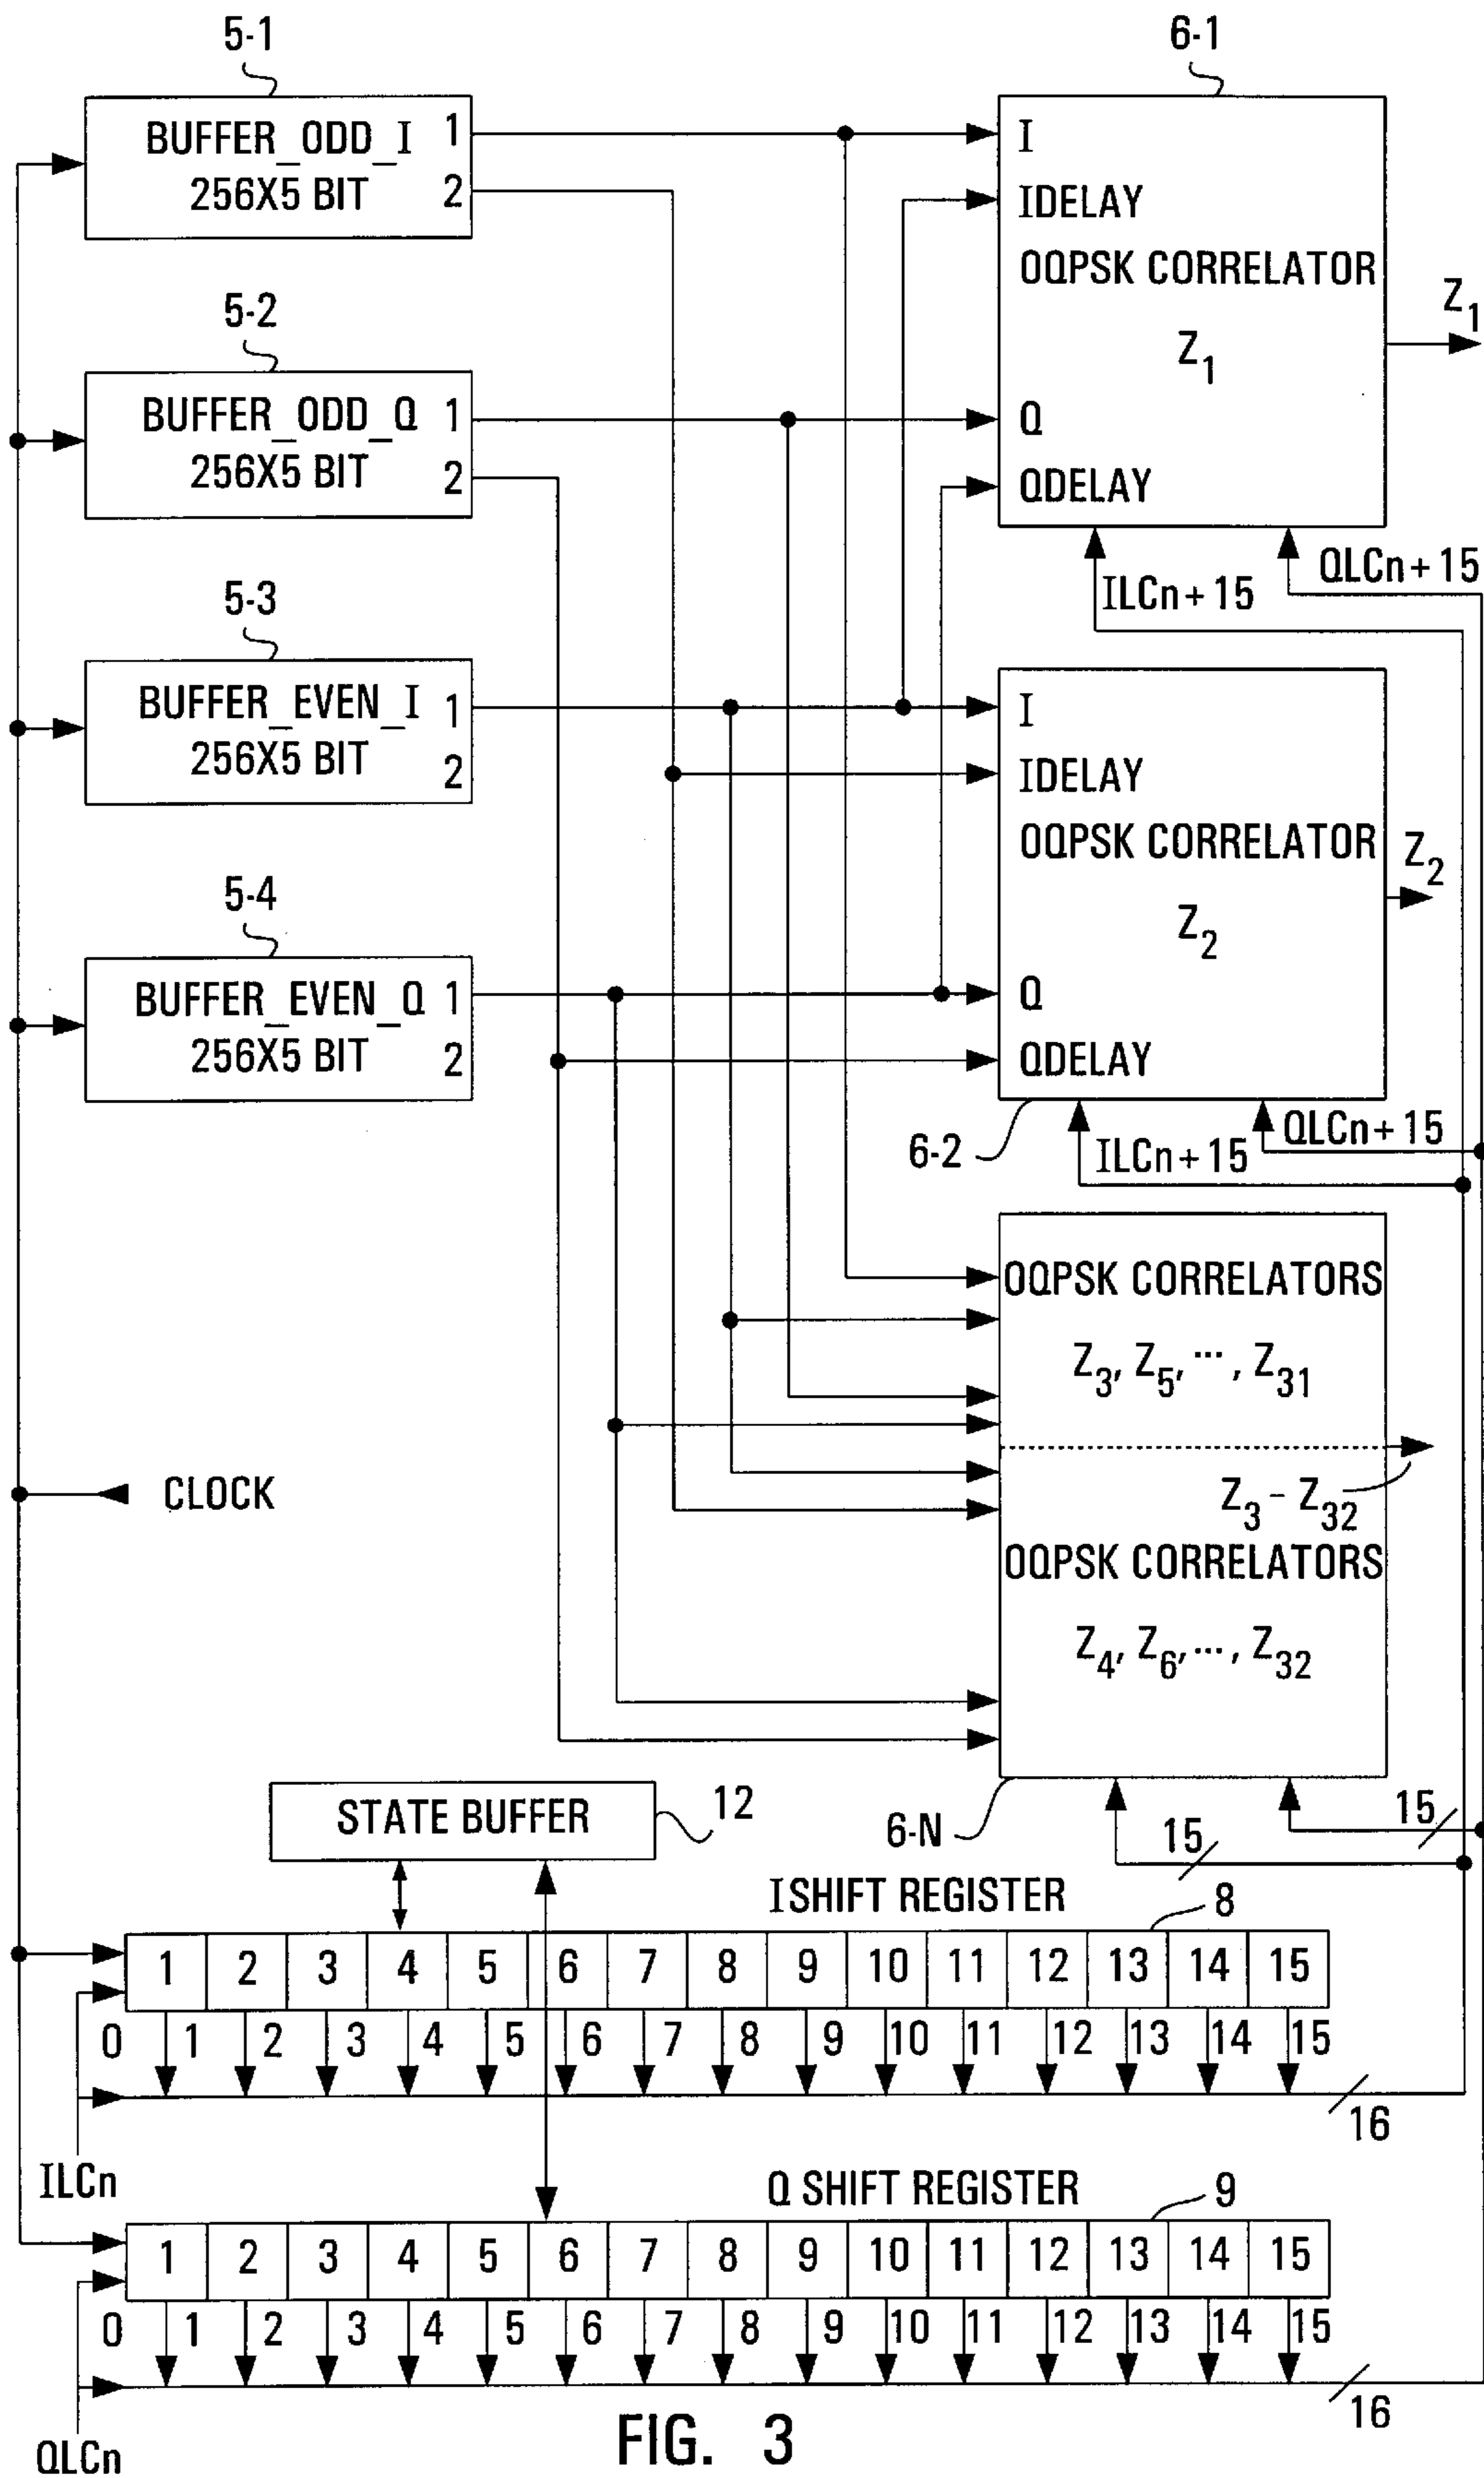 5-1
BUFFER_ODD_I 1
256X5 BIT 2
5-2
BUFFER_ODD_Q 1
256X5 BIT 2
5-3
BUFFER_EVEN_I 1
256X5 BIT 2
5-4
BUFFER_EVEN_Q 1
256X5 BIT 2
6-1
I
IDELAY
OQPSK CORRELATOR
Z1
Q
QDELAY
Z1
ILCn+15
QLCn+15
I
IDELAY
OQPSK CORRELATOR
Z2
Q
QDELAY
Z2
6-2
ILCn+15
QLCn+15
OQPSK CORRELATORS
Z3, Z5, ..., Z31
Z3 - Z32
OQPSK CORRELATORS
Z4, Z6, ..., Z32
6-N
15
15
CLOCK
STATE BUFFER
12
I SHIFT REGISTER
8
1 2 3 4 5 6 7 8 9 10 11 12 13 14 15
0 1 2 3 4 5 6 7 8 9 10 11 12 13 14 15
16
ILCn
Q SHIFT REGISTER
9
1 2 3 4 5 6 7 8 9 10 11 12 13 14 15
0 1 2 3 4 5 6 7 8 9 10 11 12 13 14 15
16
QLCn
FIG. 3